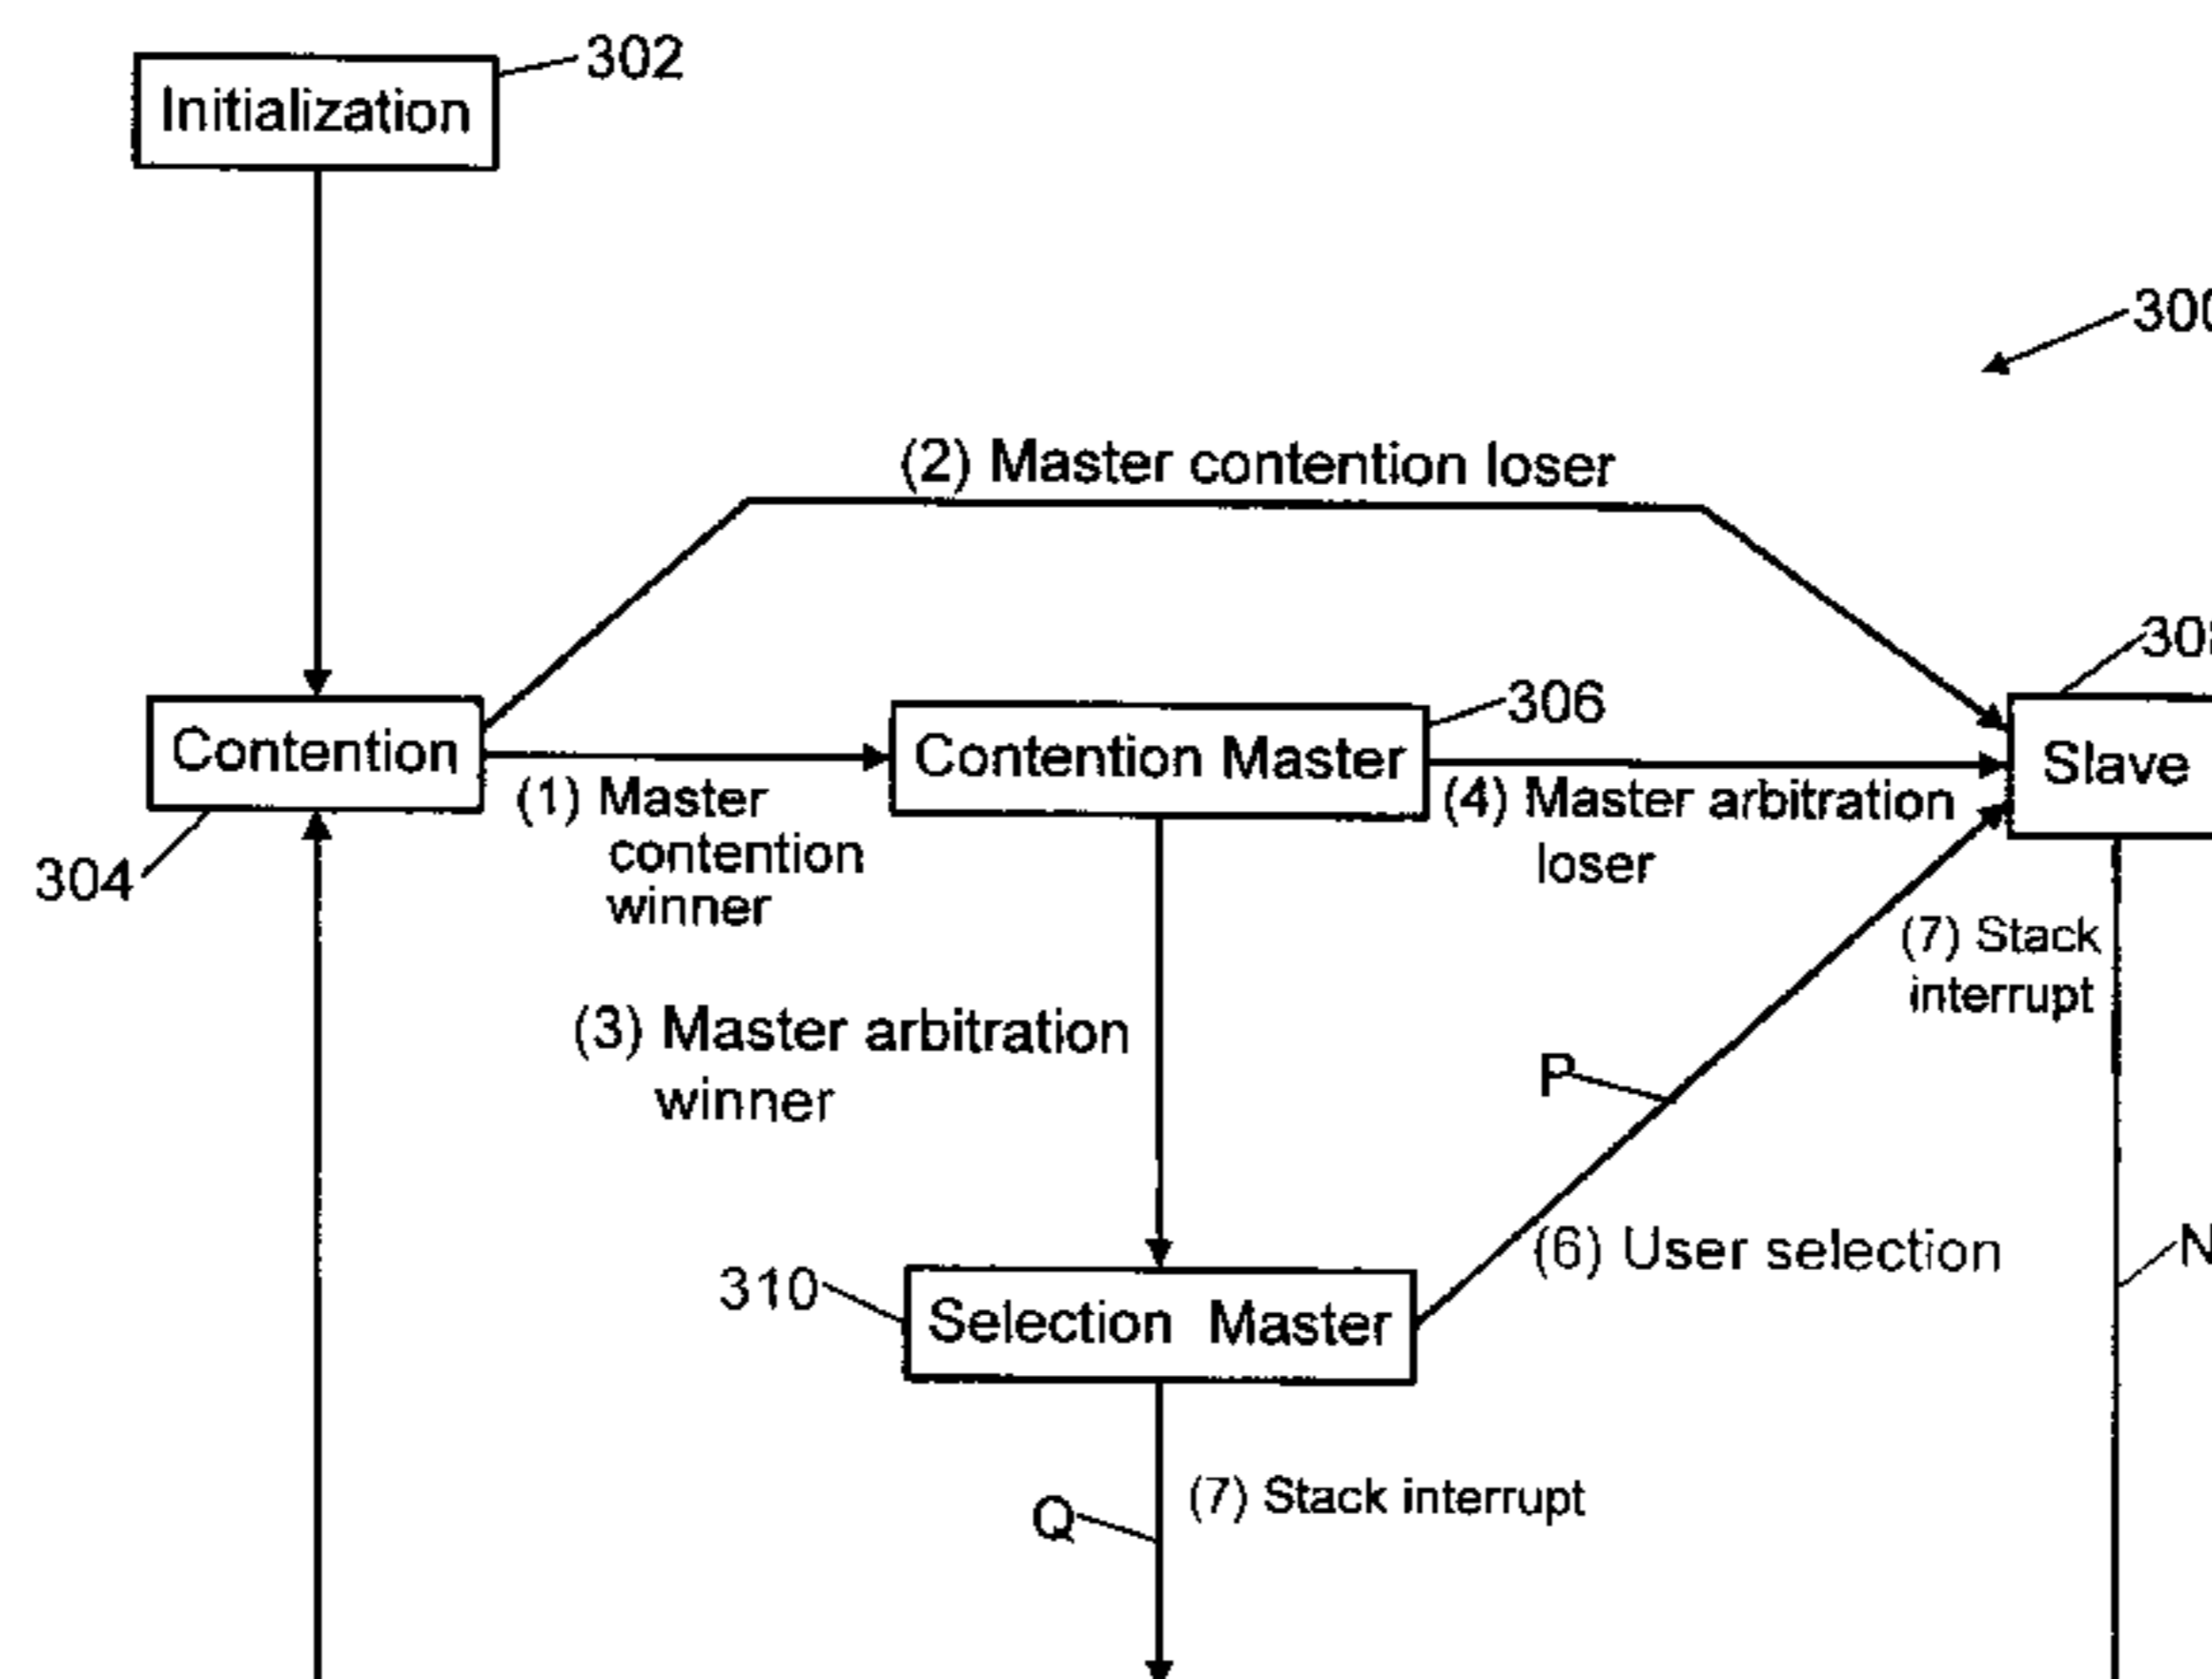 302
Initialization
300
(2) Master contention loser
308
306
Contention
Contention Master
Slave
(1) Master
contention
winner
(4) Master arbitration
loser
304
(7) Stack
interrupt
(3) Master arbitration
winner
P
(6) User selection
N
310
Selection Master
Q
(7) Stack interrupt